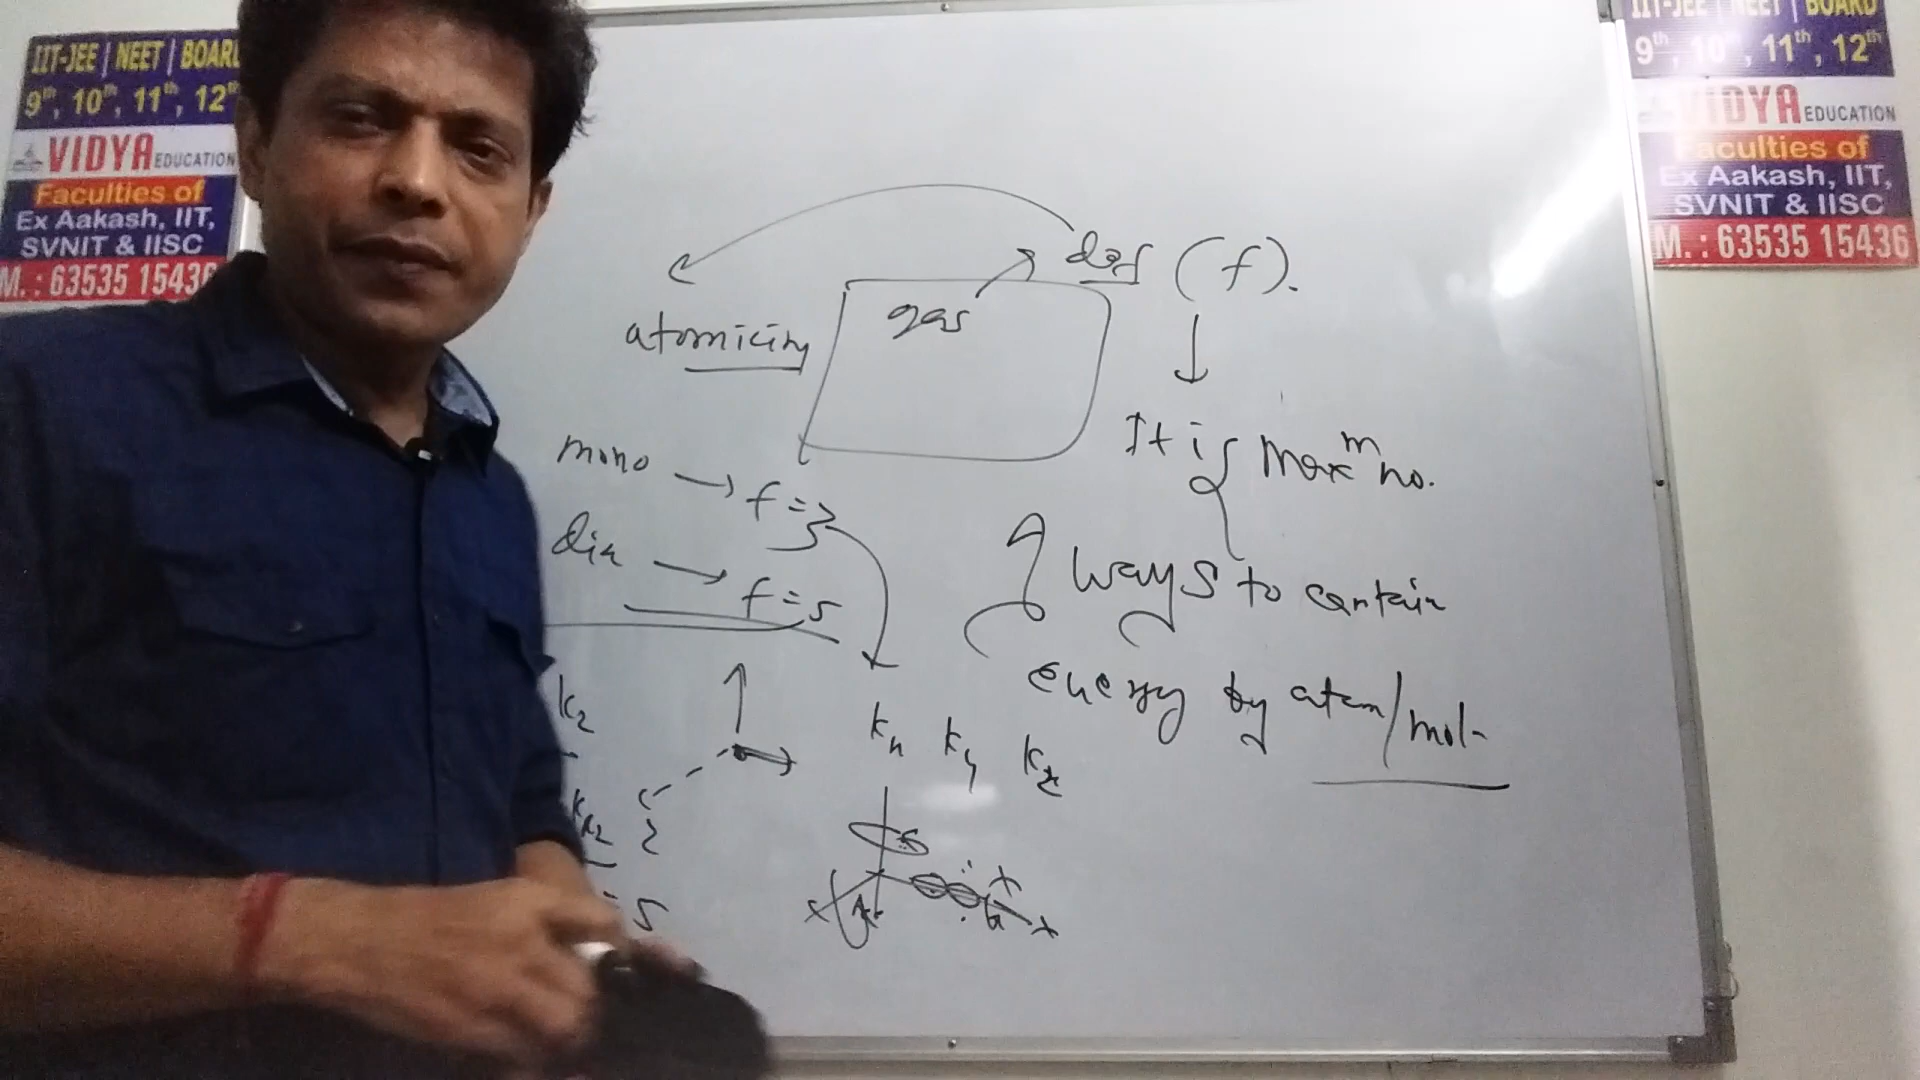 IIT-JEE | NEET | BOARD
9th, 10th, 11th, 12th
VIDYA EDUCATION
Faculties of
Ex Aakash, IIT,
SVNIT & IISC
M.: 63535 15436
IIT-JEE | NEET | BOARD
9th, 10th, 11th, 12th
VIDYA EDUCATION
Faculties of
Ex Aakash, IIT,
SVNIT & IISC
M.: 63535 15436
dof (f).
gas
atomicity
It is maxm no.
ways to contain
energy by atom/mol-
mono → f = 3
dia → f = 5
kx ky kz
kz
= 5